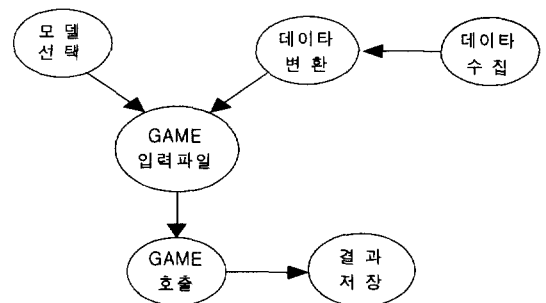 모 델
선 택
데이타
변 환
데이타
수 집
GAME
입력파일
GAME
호출
결 과
저 장